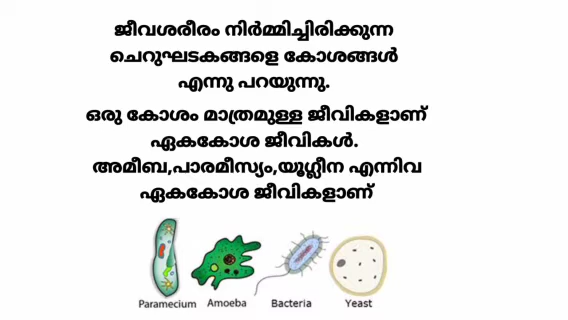 ജീവശരീരം നിർമ്മിച്ചിരിക്കുന്ന
ചെറുഘടകങ്ങളെ കോശങ്ങൾ
എന്നു പറയുന്നു.
ഒരു കോശം മാത്രമുള്ള ജീവികളാണ്
ഏകകോശ ജീവികൾ.
അമീബ,പാരമീസ്യം,യൂഗ്ലീന എന്നിവ
ഏകകോശ ജീവികളാണ്
Paramecium Amoeba Bacteria Yeast